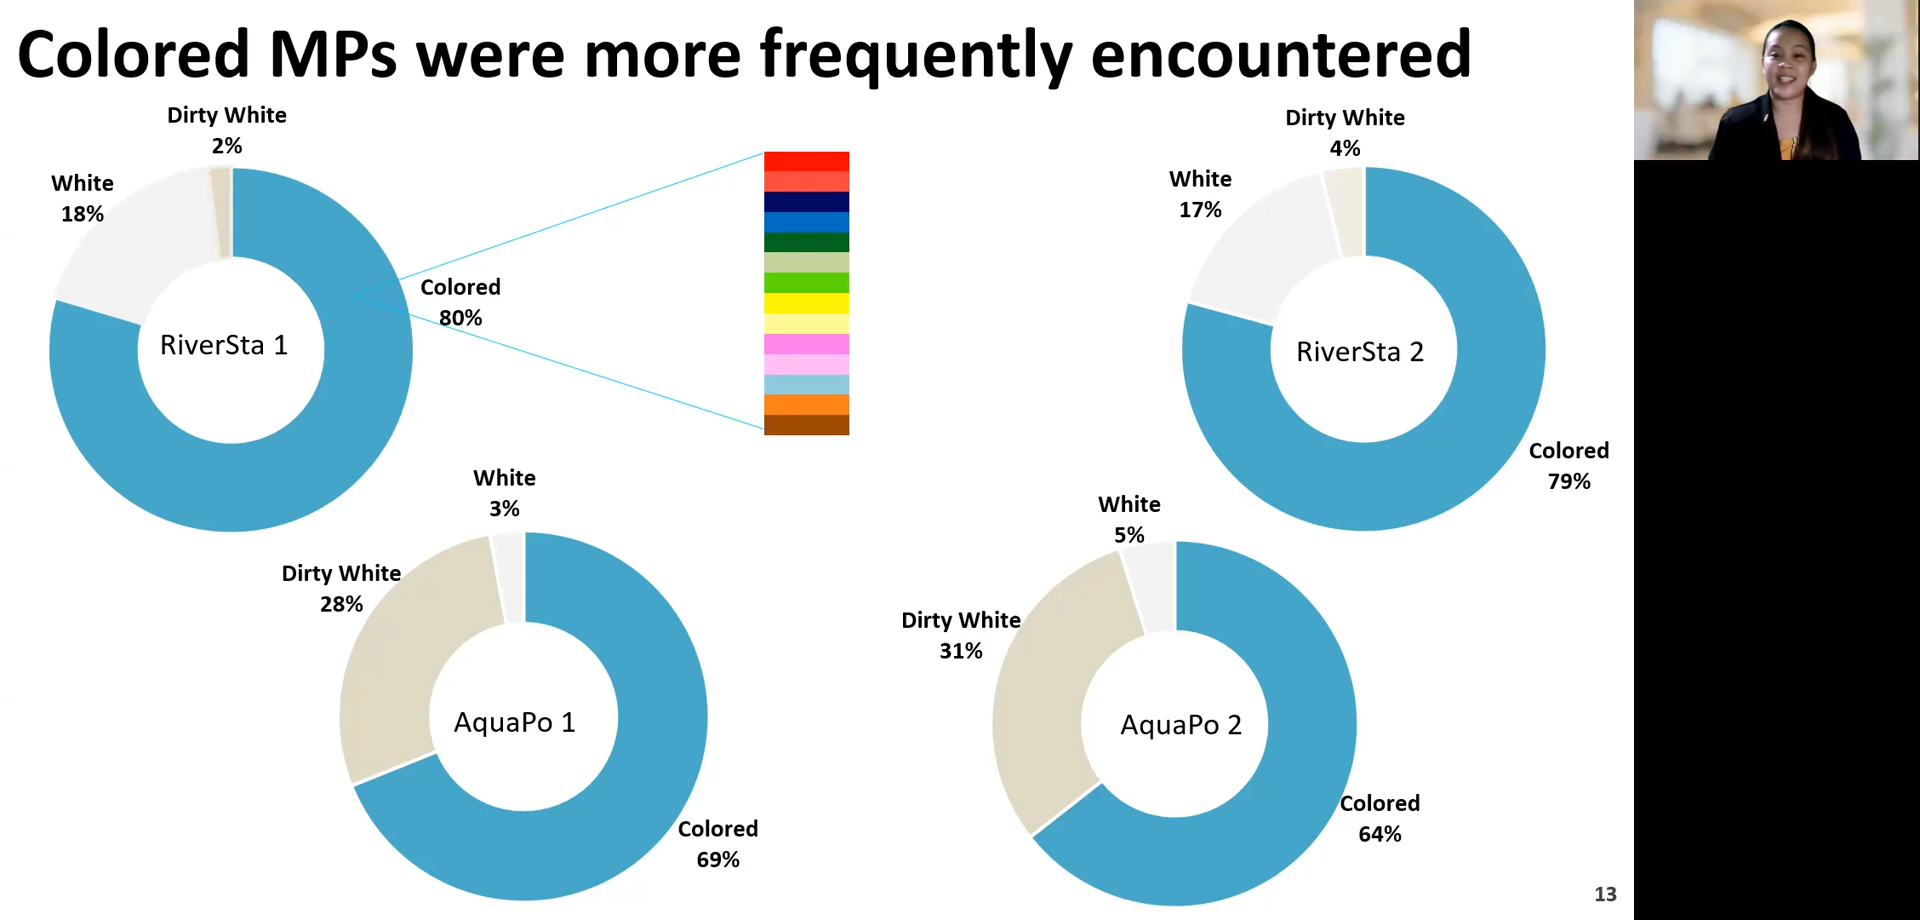 Colored MPs were more frequently encountered
Dirty White
2%
White
18%
Colored
80%
RiverSta 1
Dirty White
4%
White
17%
RiverSta 2
Colored
79%
White
3%
Dirty White
28%
AquaPo 1
Colored
69%
White
5%
Dirty White
31%
AquaPo 2
Colored
64%
13